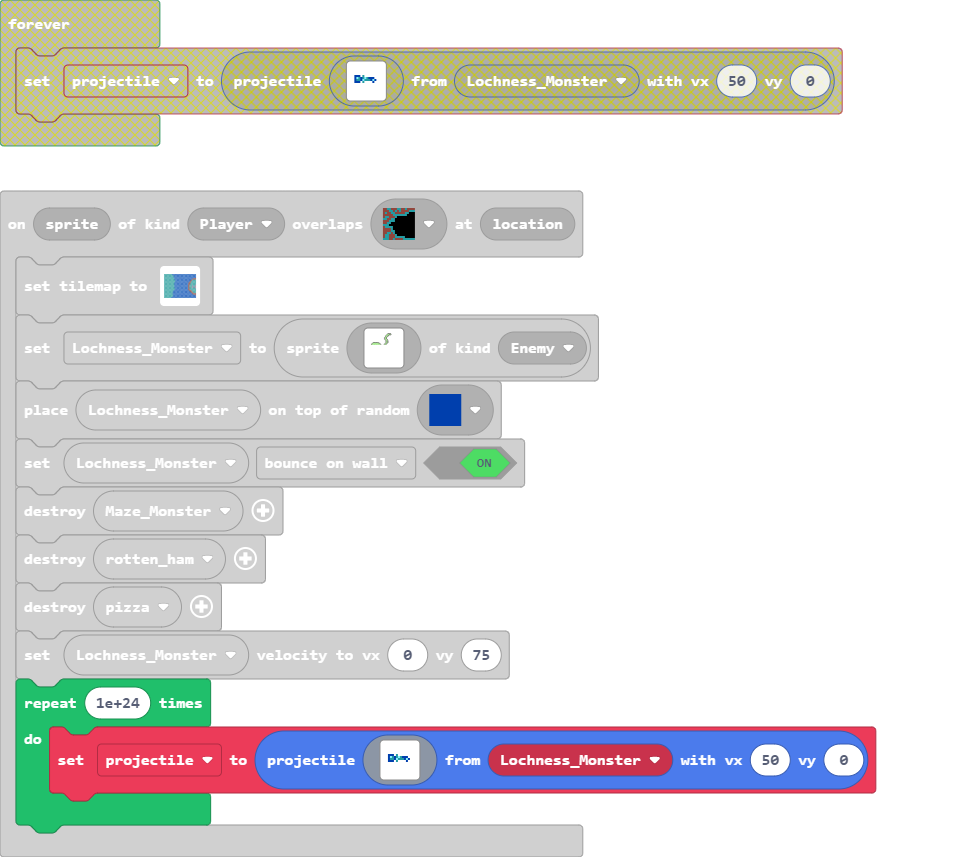 forever
set projectile to projectile from Lochness_Monster with vx 50 vy 0
on sprite of kind Player overlaps at location
set tilemap to
set Lochness_Monster to sprite of kind Enemy
place Lochness_Monster on top of random
set Lochness_Monster bounce on wall ON
destroy Maze_Monster
destroy rotten_ham
destroy pizza
set Lochness_Monster velocity to vx 0 vy 75
repeat 1e+24 times
do
set projectile to projectile from Lochness_Monster with vx 50 vy 0